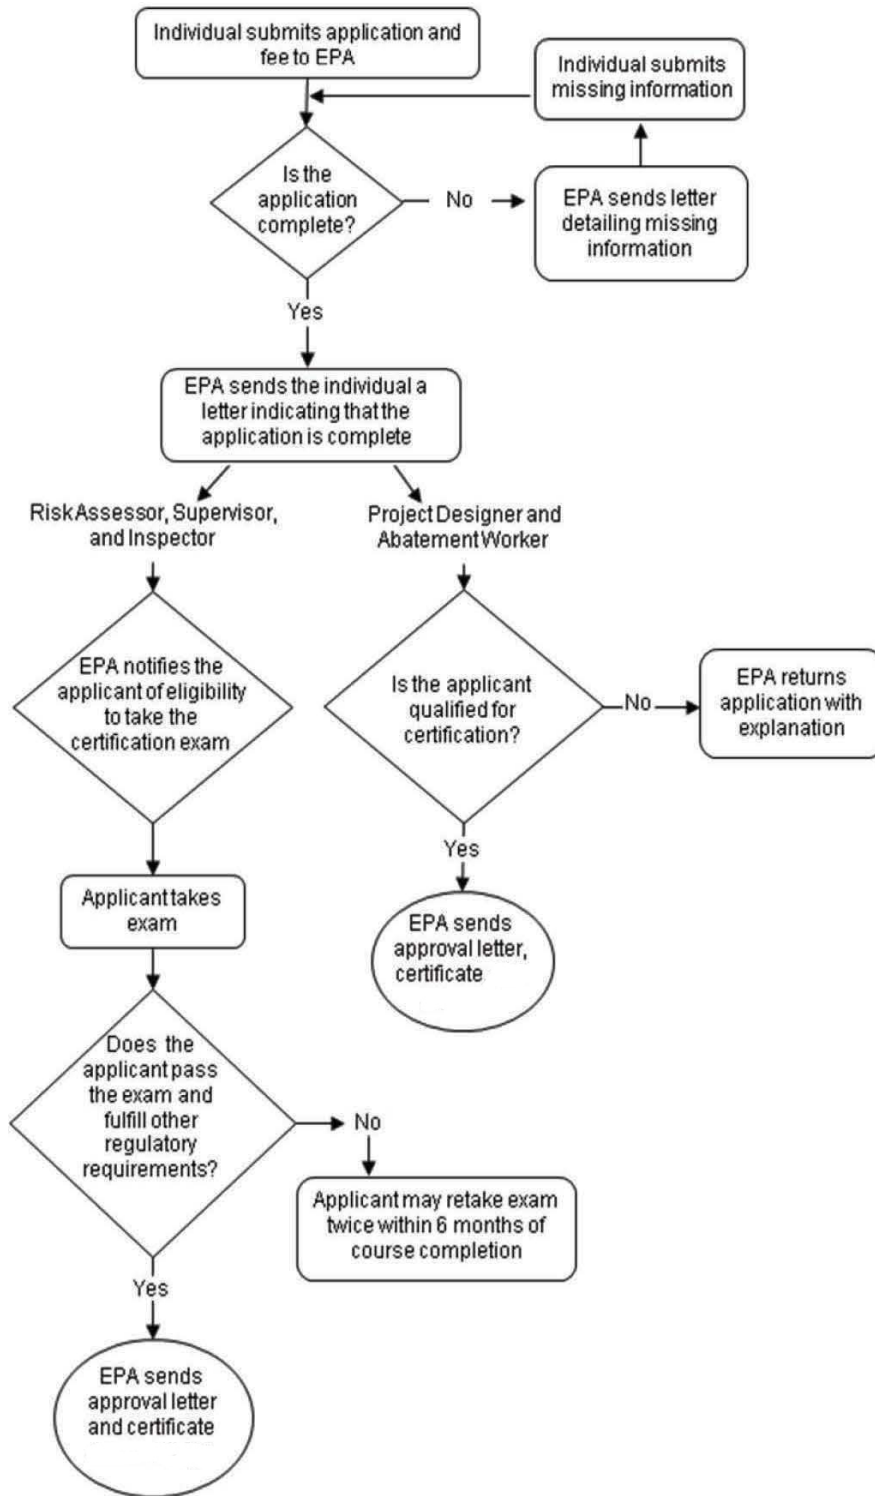 Individual submits application and
fee to EPA
Individual submits
missing information
Is the
application
complete?
No
EPA sends letter
detailing missing
information
Yes
EPA sends the individual a
letter indicating that the
application is complete
Risk Assessor, Supervisor,
and Inspector
Project Designer and
Abatement Worker
EPA notifies the
applicant of eligibility
to take the
certification exam
Is the applicant
qualified for
certification?
No
EPA returns
application with
explanation
Yes
Applicant takes
exam
EPA sends
approval letter,
certificate
Does the
applicant pass
the exam and
fulfill other
regulatory
requirements?
No
Applicant may retake exam
twice within 6 months of
course completion
Yes
EPA sends
approval letter
and certificate